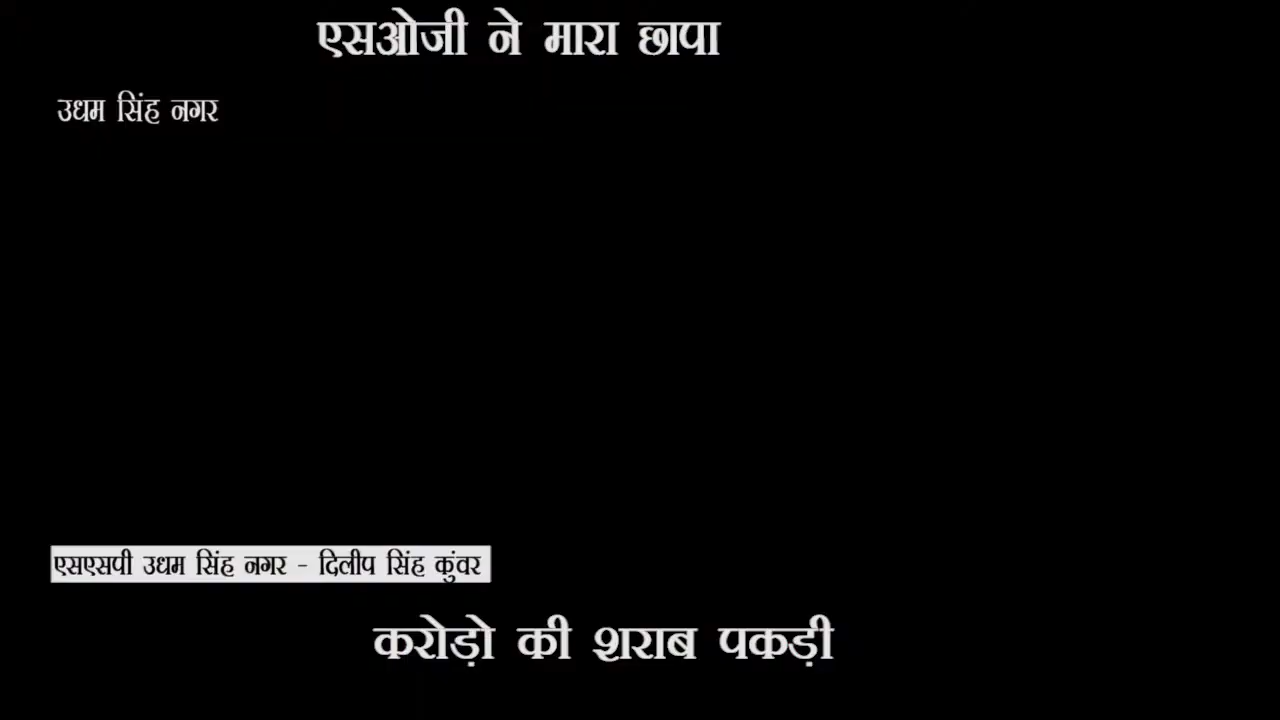 एसओजी ने मारा छापा
उधम सिंह नगर
एसएसपी उधम सिंह नगर - दिलीप सिंह कुंवर
करोड़ो की शराब पकड़ी